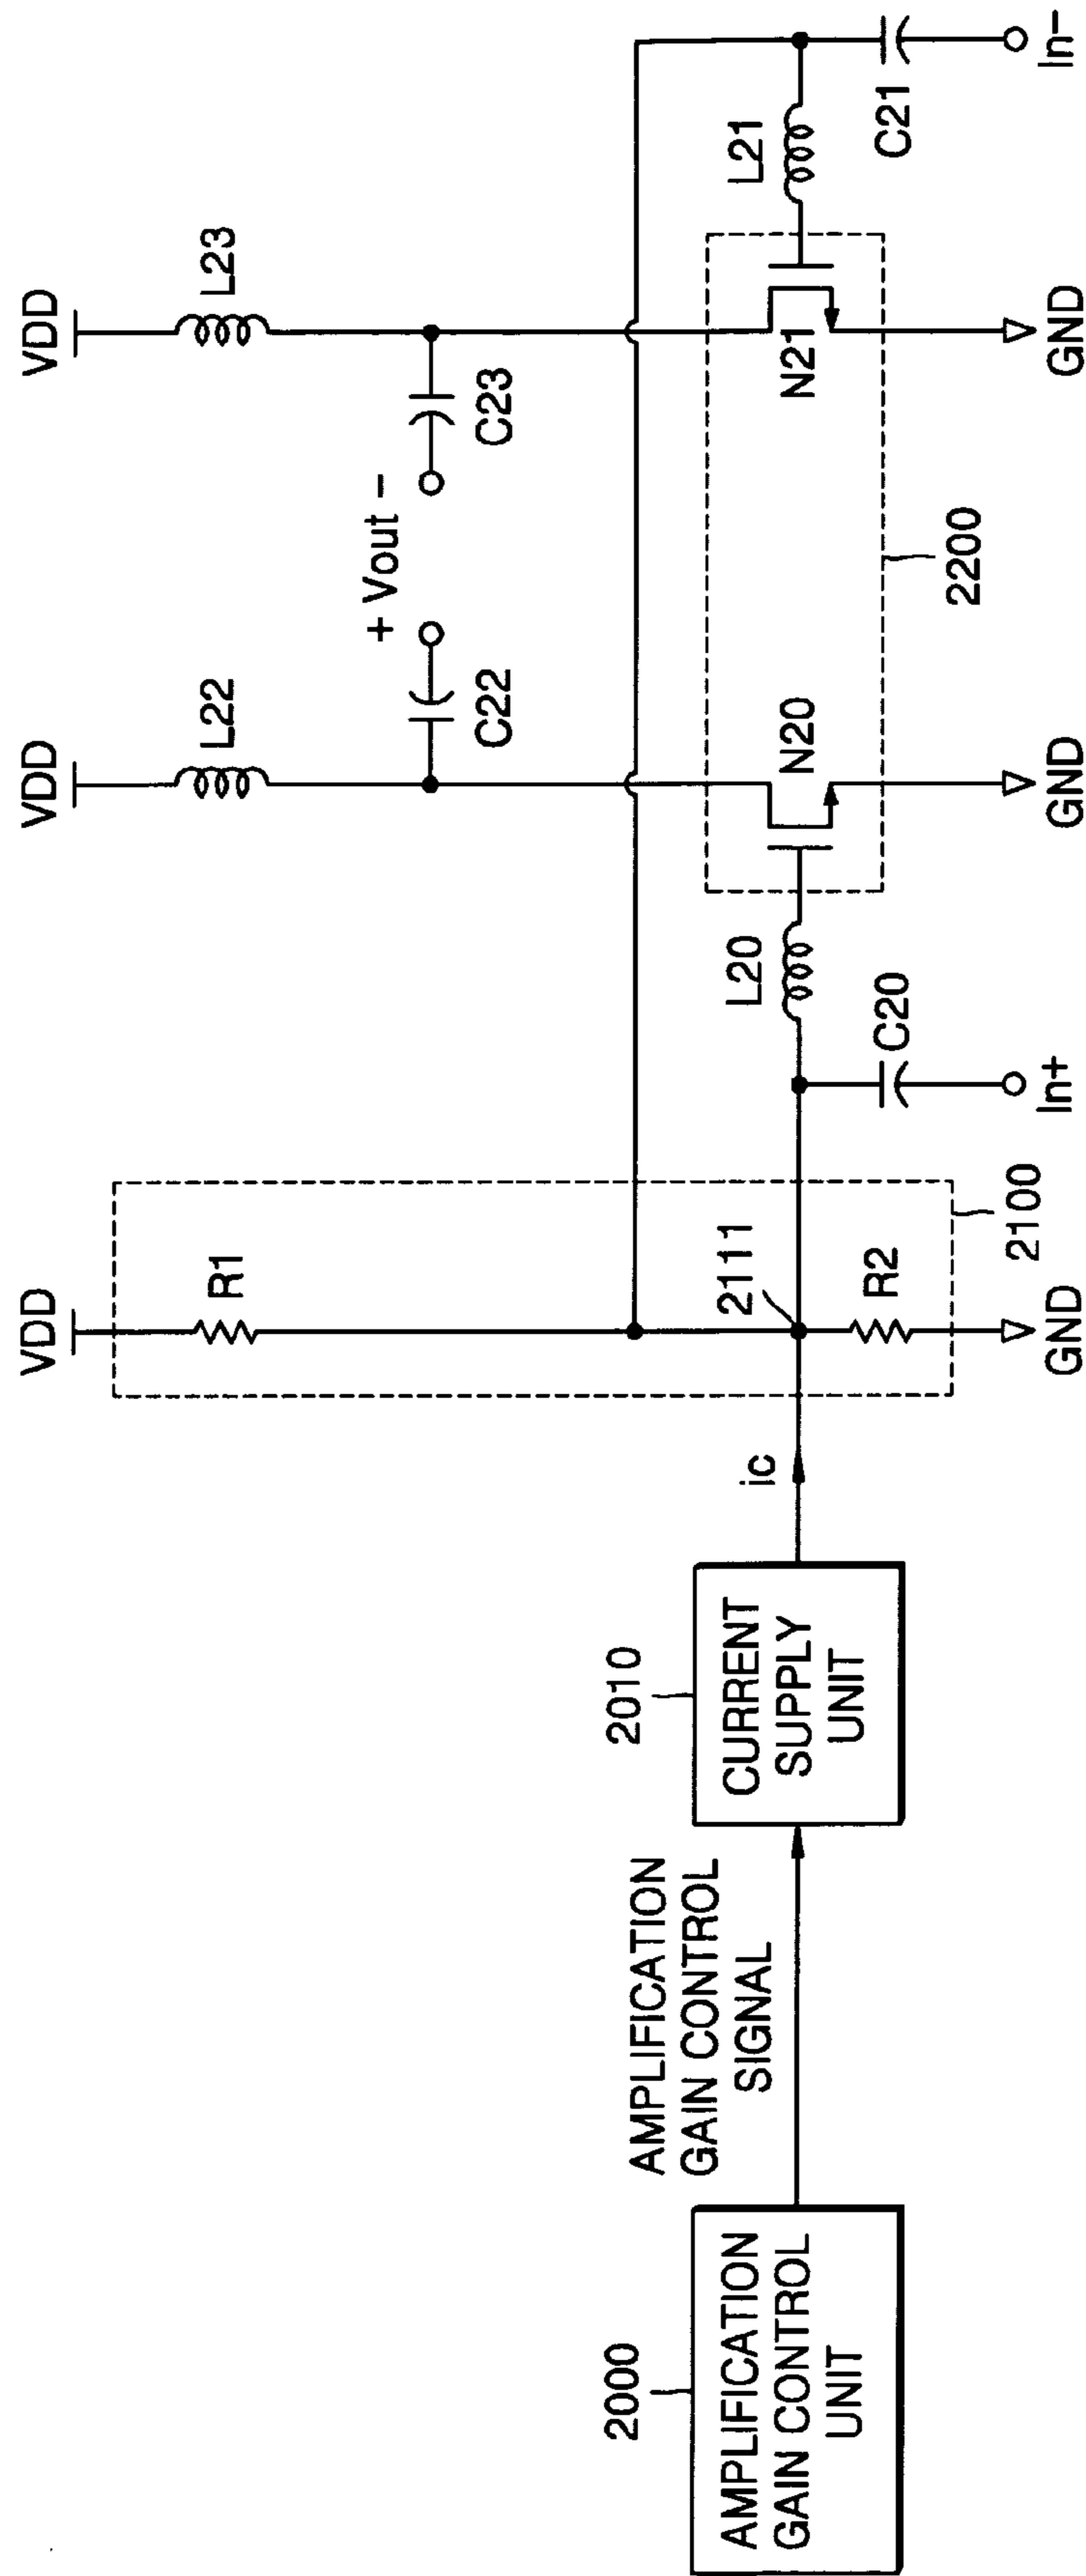 VDD
VDD
VDD
R1
L22
L23
+ Vout -
C22
C23
2010
2000
AMPLIFICATION
GAIN CONTROL
SIGNAL
ic
2111
L20
N20
N21
L21
AMPLIFICATION
GAIN CONTROL
UNIT
CURRENT
SUPPLY
UNIT
R2
C20
C21
2100
2200
In+
In-
GND
GND
GND